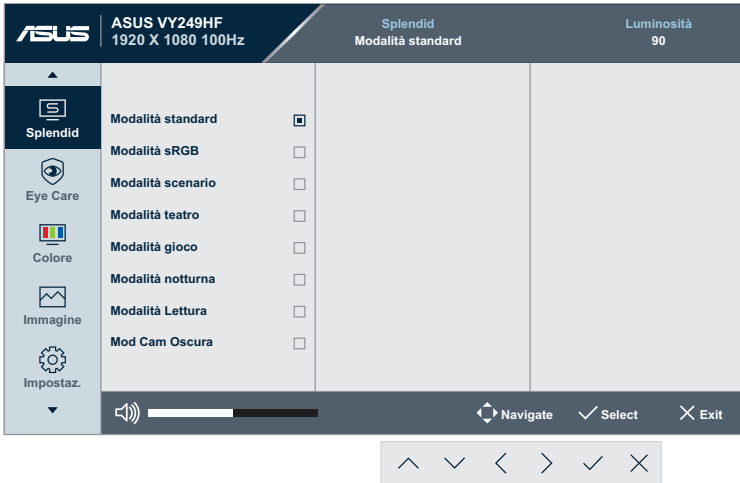 ASUS
ASUS VY249HF
1920 X 1080 100Hz
Splendid
Modalità standard
Luminosità
90
Splendid
Eye Care
Colore
Immagine
Impostaz.
Modalità standard
Modalità sRGB
Modalità scenario
Modalità teatro
Modalità gioco
Modalità notturna
Modalità Lettura
Mod Cam Oscura
Navigate
Select
Exit